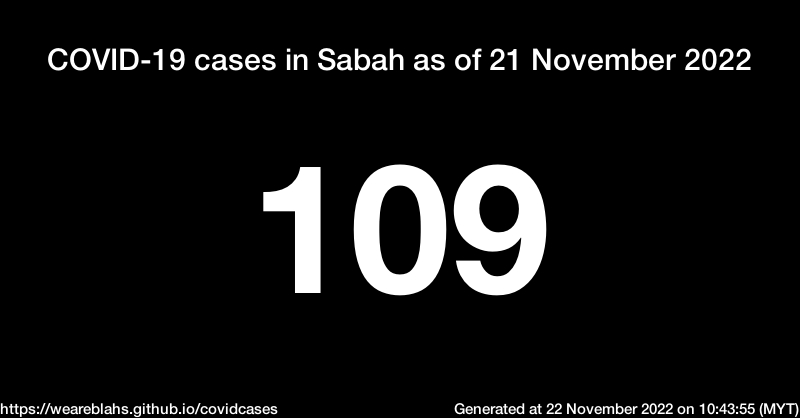 COVID-19 cases in Sabah as of 21 November 2022
109
https://weareblahs.github.io/covidcases
Generated at 22 November 2022 on 10:43:55 (MYT)